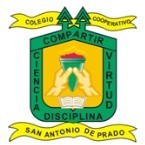 COLEGIO COOPERATIVO
COMPARTIR
CIENCIA
VIRTUD
DISCIPLINA
SAN ANTONIO DE PRADO